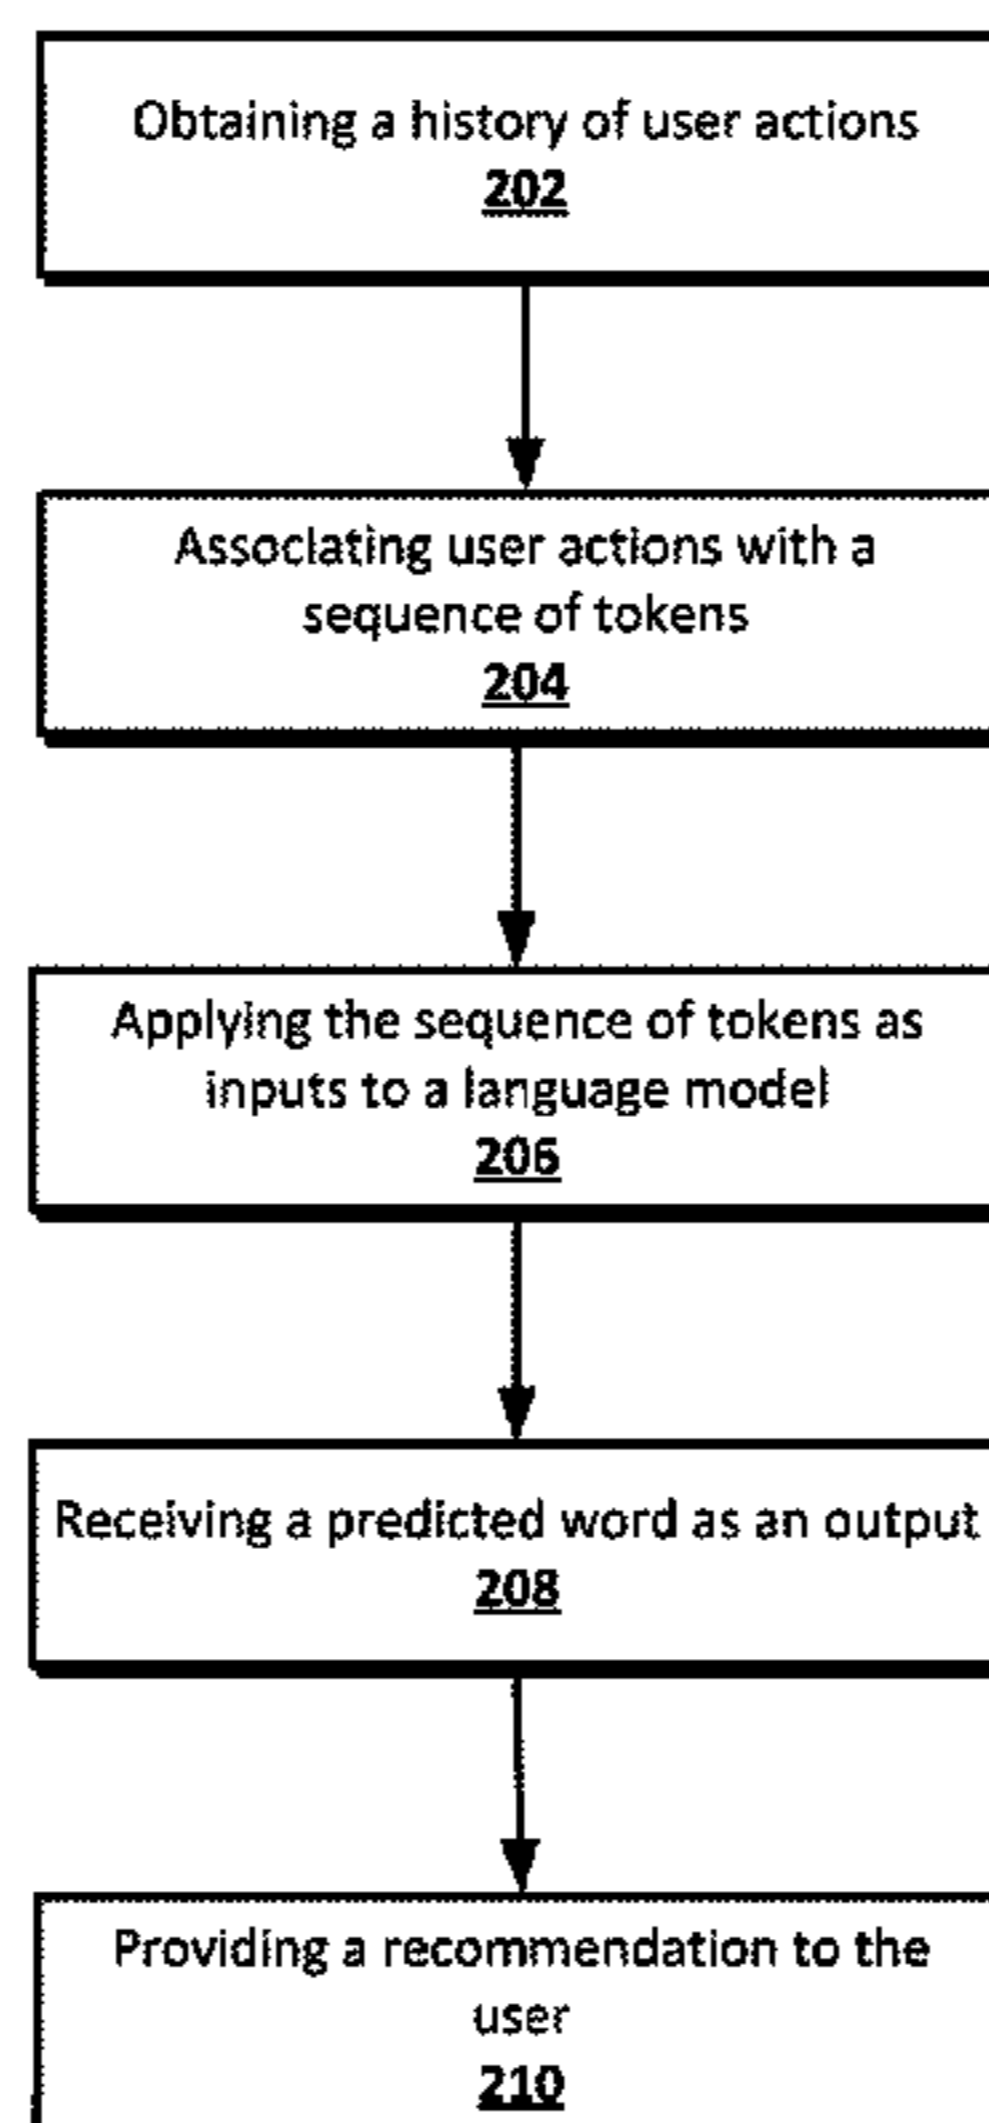 Obtaining a history of user actions
202
Associating user actions with a
sequence of tokens
204
Applying the sequence of tokens as
inputs to a language model
206
Receiving a predicted word as an output
208
Providing a recommendation to the
user
210